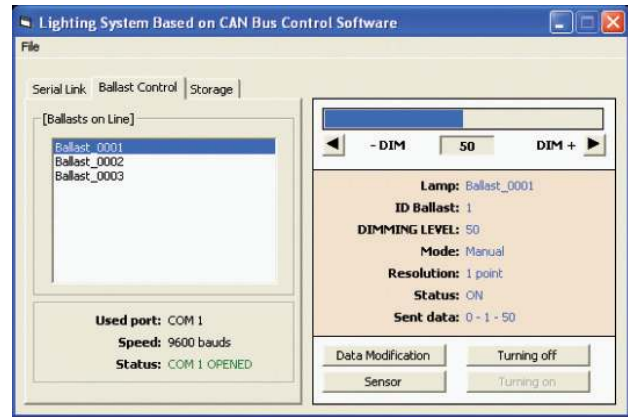 Lighting System Based on CAN Bus Control Software
File
Serial Link Ballast Control Storage
[Ballasts on Line]
Ballast_0001
Ballast_0002
Ballast_0003
Used port: COM 1
Speed: 9600 bauds
Status: COM 1 OPENED
- DIM 50 DIM +
Lamp: Ballast_0001
ID Ballast: 1
DIMMING LEVEL: 50
Mode: Manual
Resolution: 1 point
Status: ON
Sent data: 0 - 1 - 50
Data Modification Turning off
Sensor Turning on